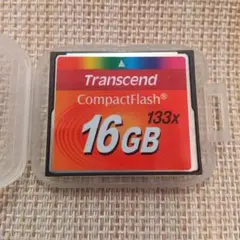 Transcend
CompactFlash®
133x
16GB